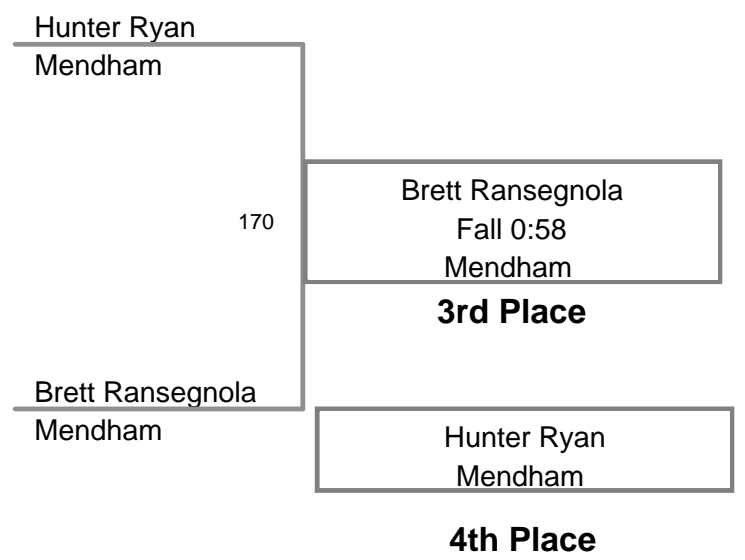 Hunter Ryan
Mendham
Brett Ransegnola
Fall 0:58
Mendham
170
3rd Place
Brett Ransegnola
Mendham
Hunter Ryan
Mendham
4th Place